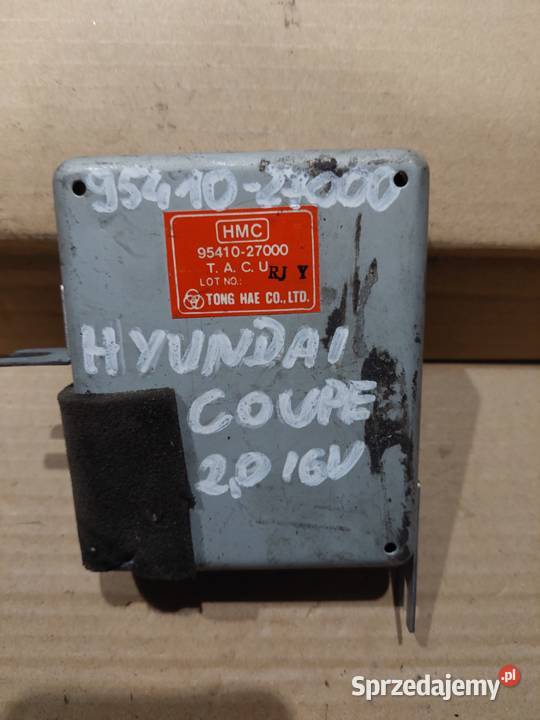 95410-27000
HMC
95410-27000
T. A. C. U
LOT NO.: RJ Y
TONG HAE CO., LTD.
HYUNDAI
COUPE
2,0 16V
Sprzedajemy.pl